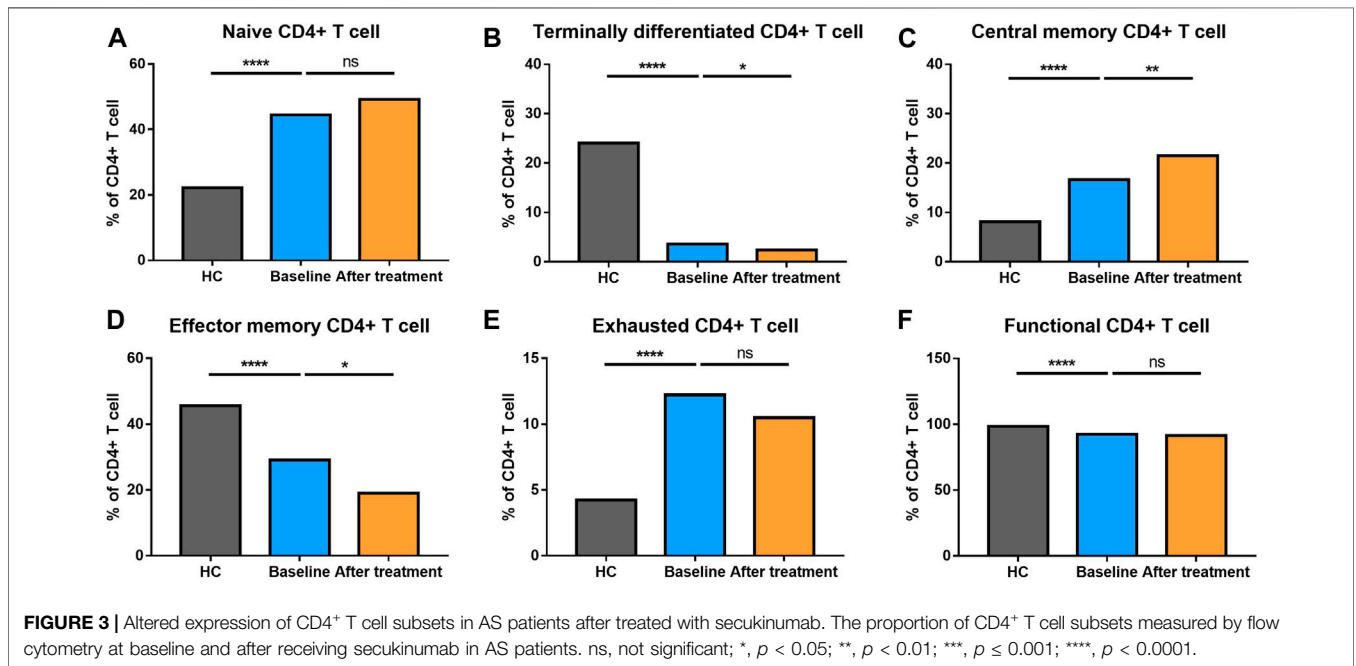 A
Naive CD4+ T cell
% of CD4+ T cell
60
40
20
0
****
ns
HC
Baseline
After treatment
B
Terminally differentiated CD4+ T cell
% of CD4+ T cell
40
30
20
10
0
****
*
HC
Baseline
After treatment
C
Central memory CD4+ T cell
% of CD4+ T cell
40
30
20
10
0
****
**
HC
Baseline
After treatment
D
Effector memory CD4+ T cell
% of CD4+ T cell
60
40
20
0
****
*
HC
Baseline
After treatment
E
Exhausted CD4+ T cell
% of CD4+ T cell
15
10
5
0
****
ns
HC
Baseline
After treatment
F
Functional CD4+ T cell
% of CD4+ T cell
150
100
50
0
****
ns
HC
Baseline
After treatment
FIGURE 3 | Altered expression of CD4⁺ T cell subsets in AS patients after treated with secukinumab. The proportion of CD4⁺ T cell subsets measured by flow
cytometry at baseline and after receiving secukinumab in AS patients. ns, not significant; *, p < 0.05; **, p < 0.01; ***, p ≤ 0.001; ****, p < 0.0001.